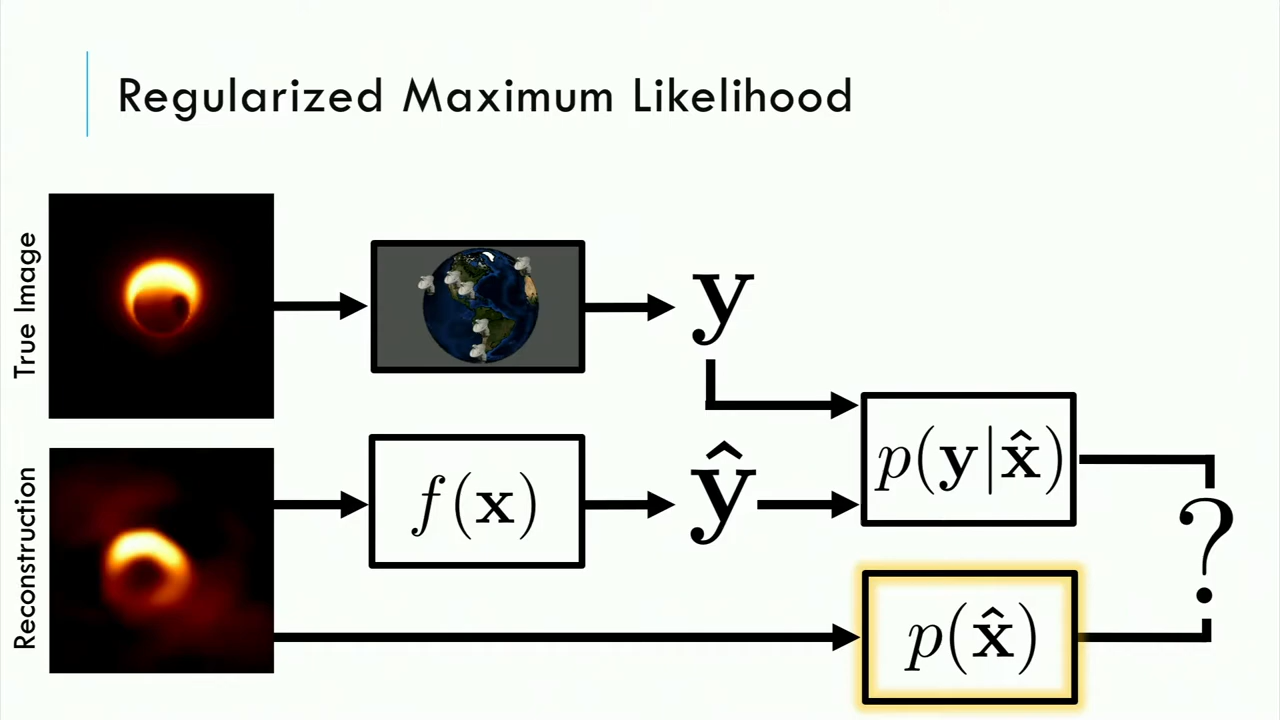 Regularized Maximum Likelihood
True Image
y
p(y|x̂)
Reconstruction
f(x)
ŷ
?
p(x̂)